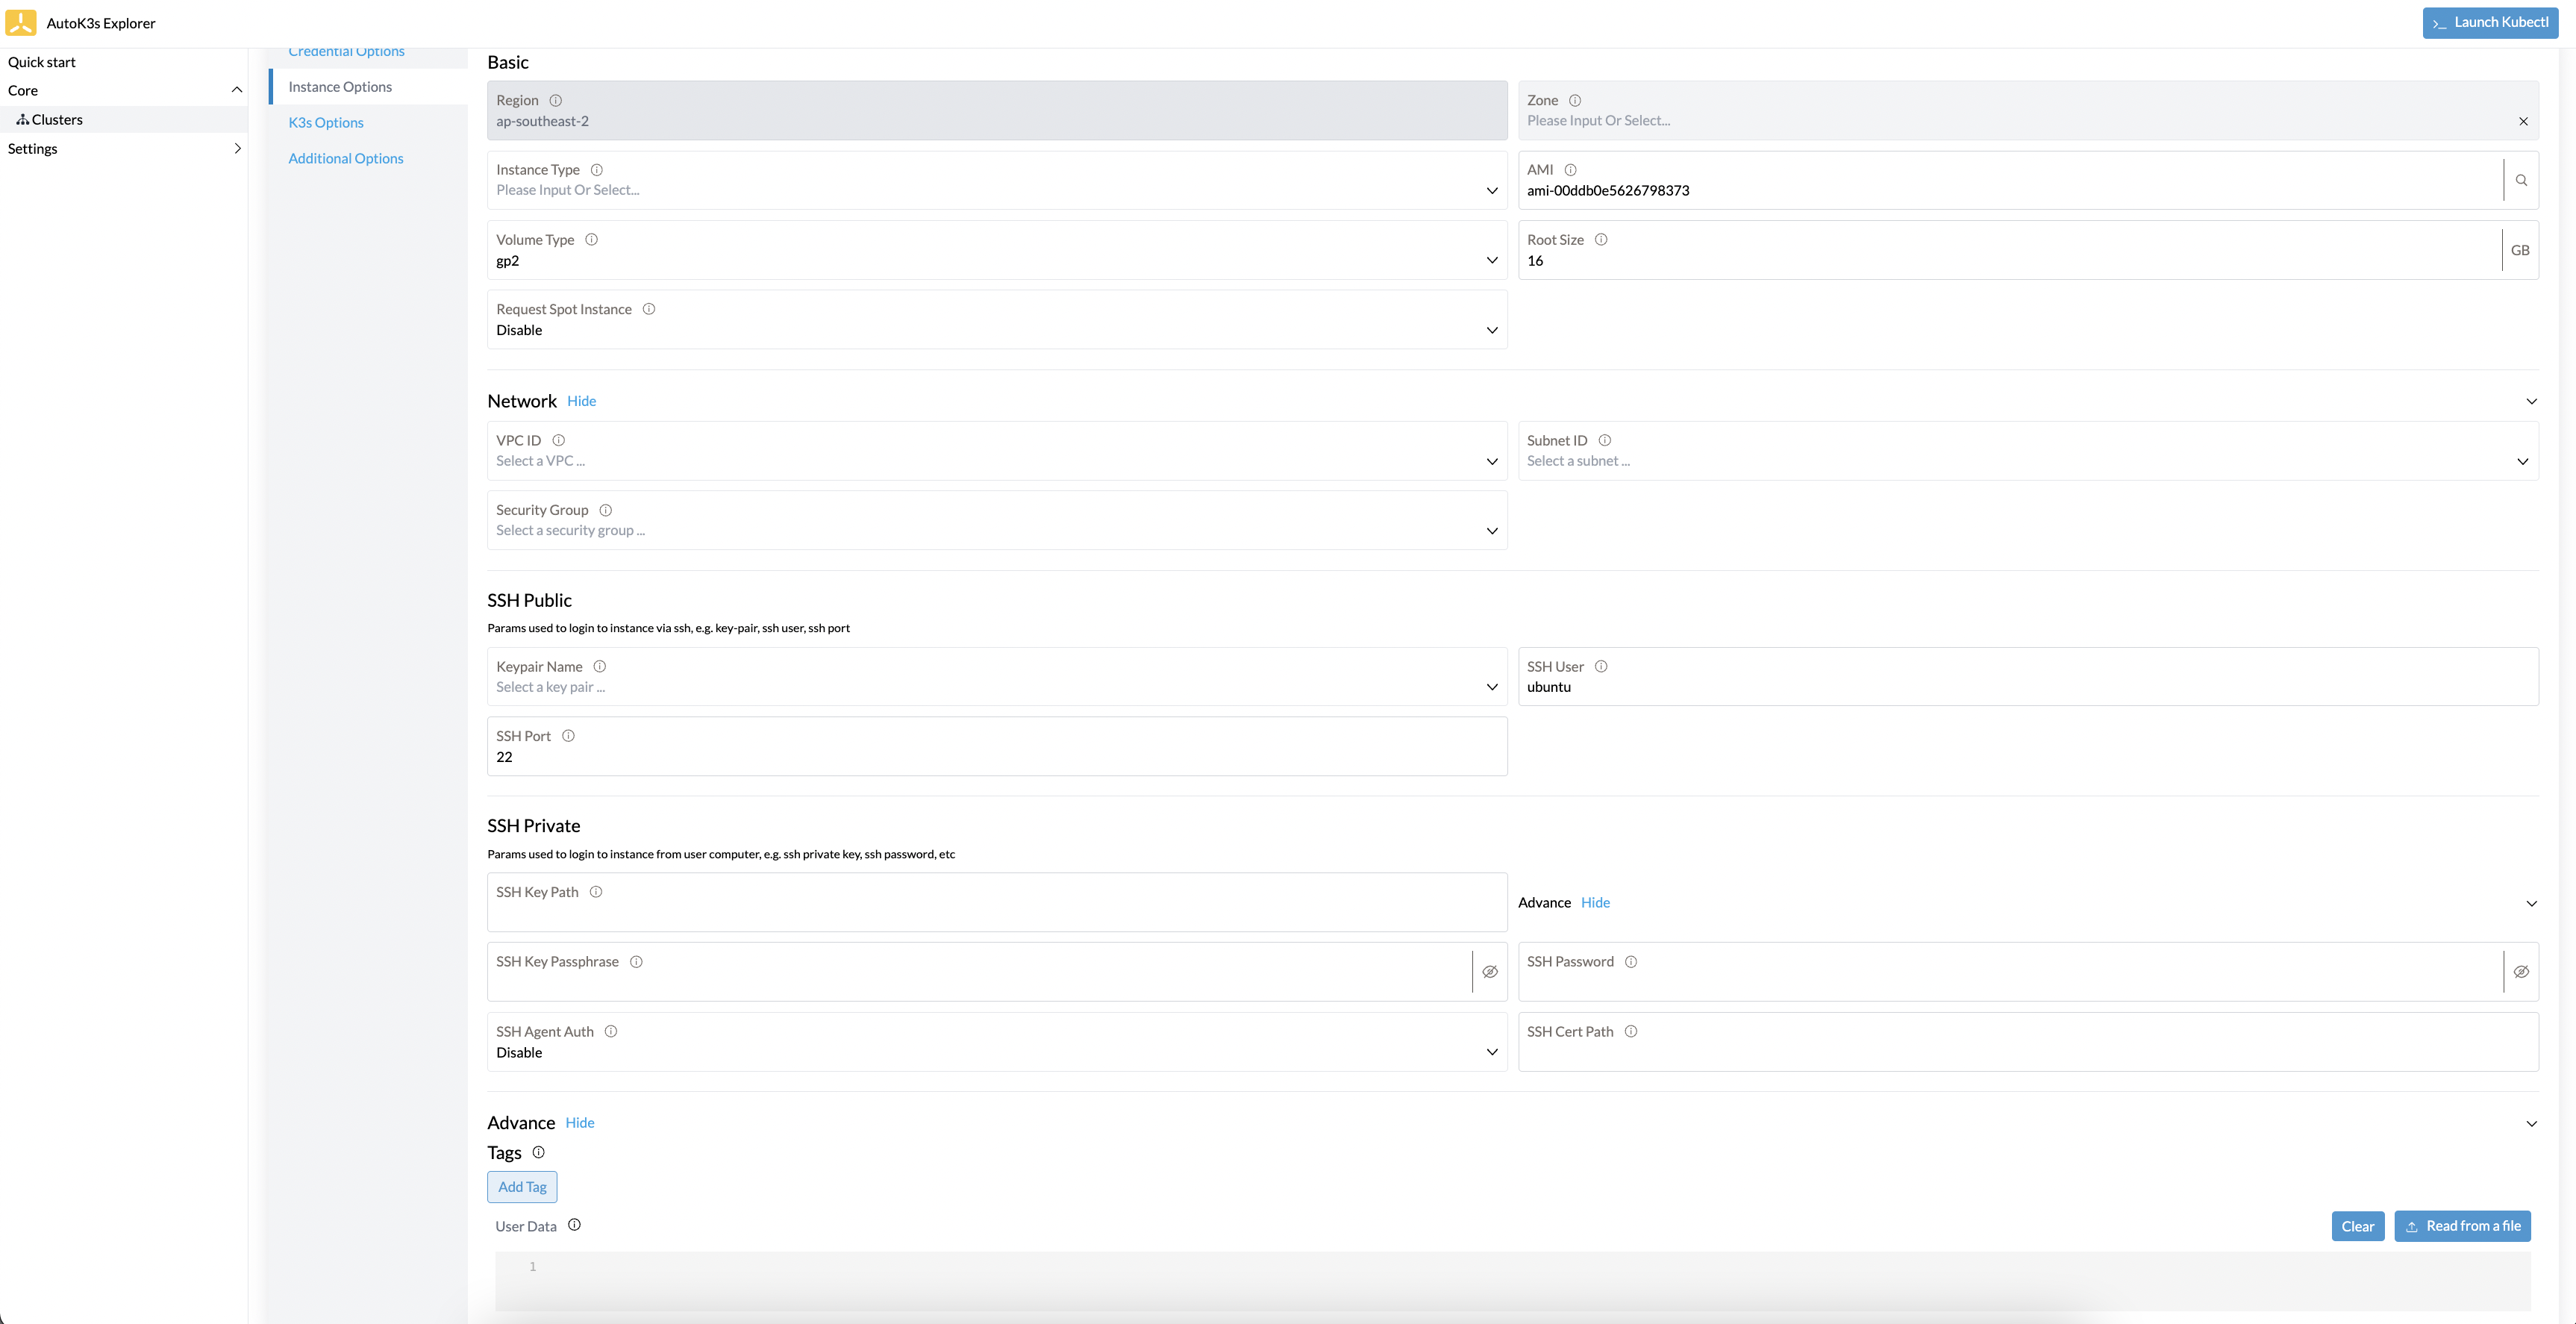 AutoK3s Explorer
>_ Launch Kubectl
Quick start
Core
Clusters
Settings
Credential Options
Instance Options
K3s Options
Additional Options
Basic
Region
ap-southeast-2
Zone
Please Input Or Select...
Instance Type
Please Input Or Select...
AMI
ami-00ddb0e5626798373
Volume Type
gp2
Root Size
16
GB
Request Spot Instance
Disable
Network Hide
VPC ID
Select a VPC ...
Subnet ID
Select a subnet ...
Security Group
Select a security group ...
SSH Public
Params used to login to instance via ssh, e.g. key-pair, ssh user, ssh port
Keypair Name
Select a key pair ...
SSH User
ubuntu
SSH Port
22
SSH Private
Params used to login to instance from user computer, e.g. ssh private key, ssh password, etc
SSH Key Path
Advance Hide
SSH Key Passphrase
SSH Password
SSH Agent Auth
Disable
SSH Cert Path
Advance Hide
Tags
Add Tag
User Data
Clear
Read from a file
1